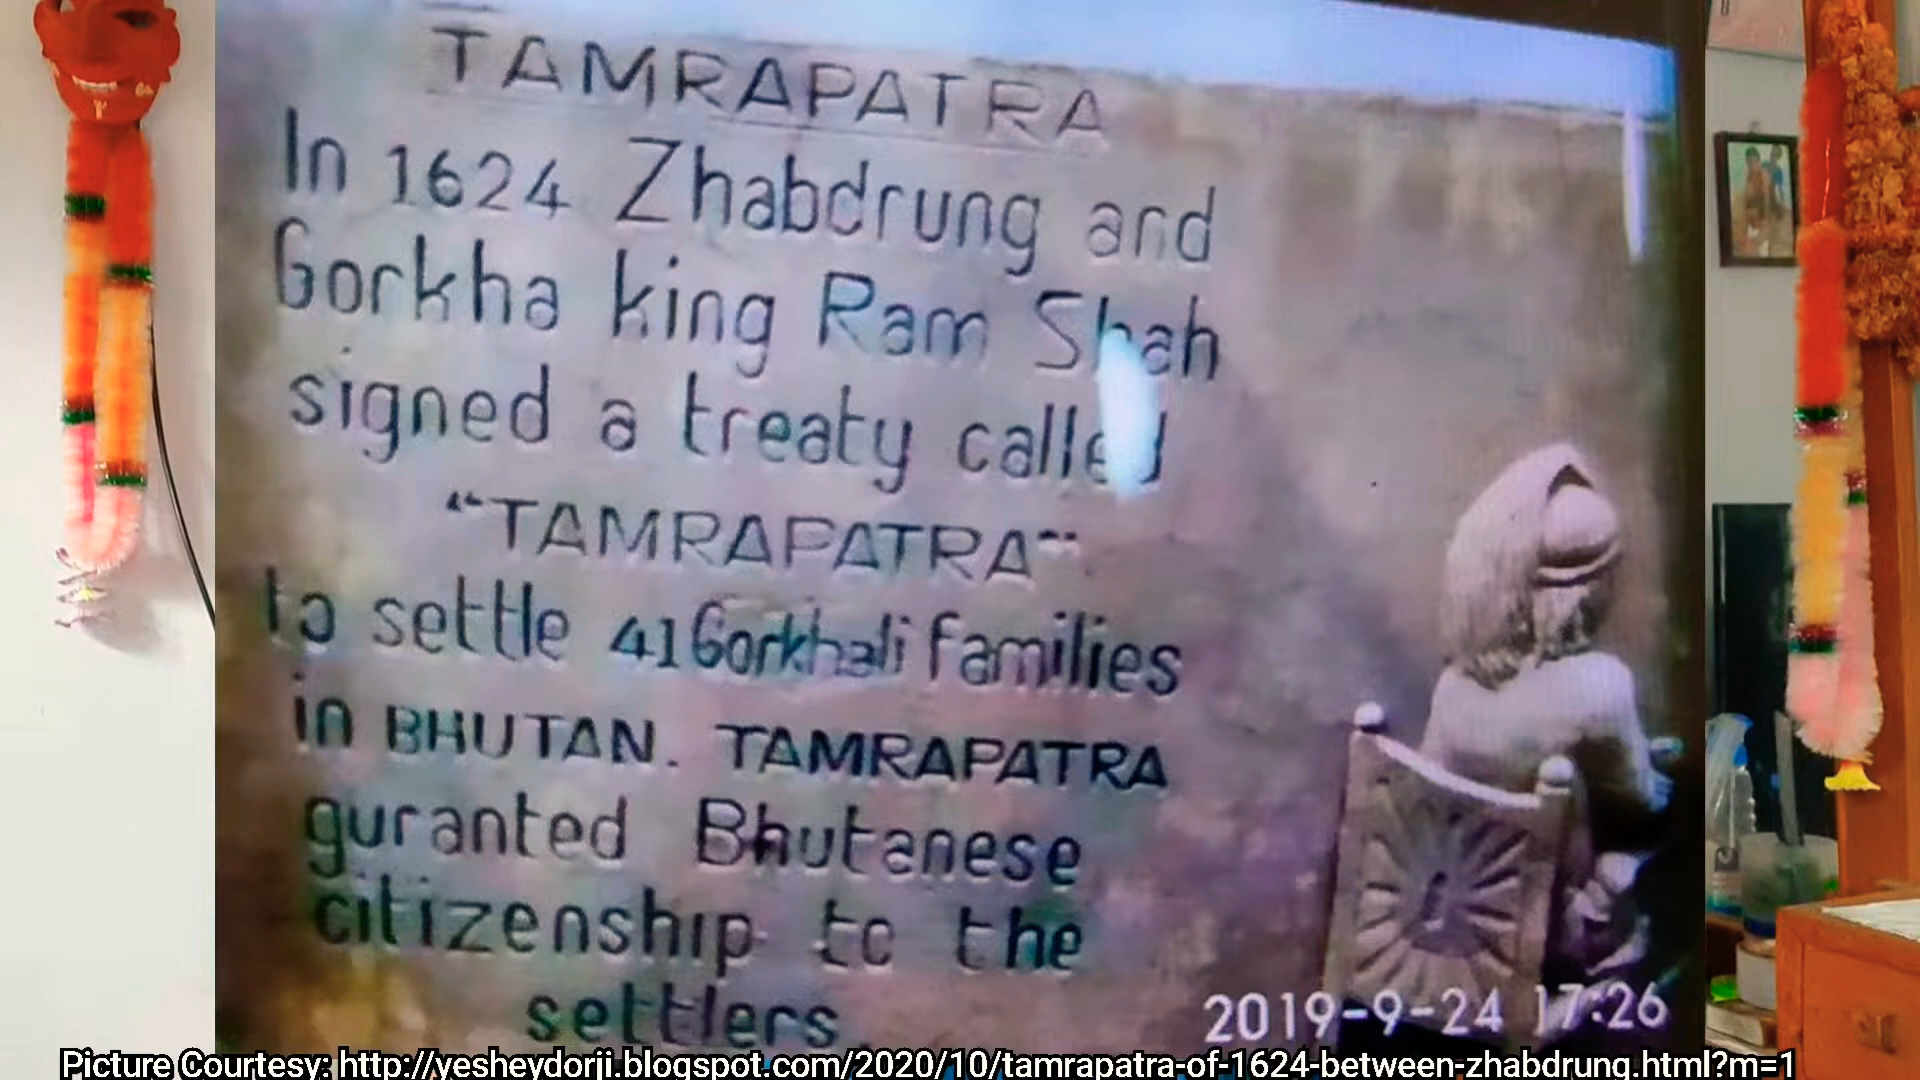 TAMRAPATRA
In 1624 Zhabdrung and
Gorkha king Ram Shah
signed a treaty called
"TAMRAPATRA"
to settle 41 Gorkhali families
in BHUTAN. TAMRAPATRA
guranted Bhutanese
citizenship to the
settlers
2019-9-24 17:26
Picture Courtesy: http://yesheydorji.blogspot.com/2020/10/tamrapatra-of-1624-between-zhabdrung.html?m=1